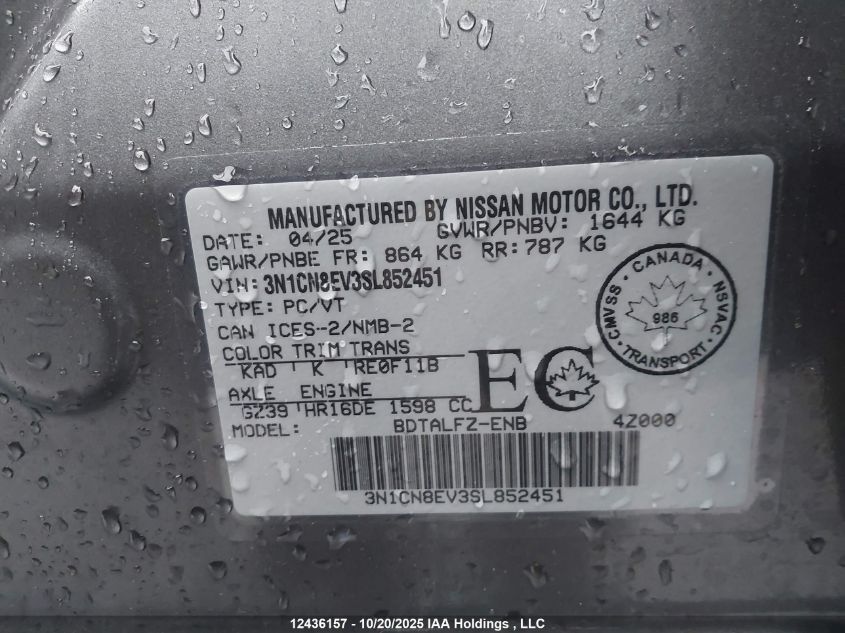 MANUFACTURED BY NISSAN MOTOR CO., LTD.
DATE: 04/25 GVWR/PNBV: 1644 KG
GAWR/PNBE FR: 864 KG RR: 787 KG
VIN: 3N1CN8EV3SL852451
TYPE: PC/VT
CAN ICES-2/NMB-2
COLOR TRIM TRANS
KAD K RE0F11B
AXLE ENGINE
GZ39 HR16DE 1598 CC
MODEL: BDTALFZ-ENB 4Z000
EC
CANADA
CMVSS · NSVAC
986
TRANSPORT
3N1CN8EV3SL852451
12436157 - 10/20/2025 IAA Holdings , LLC